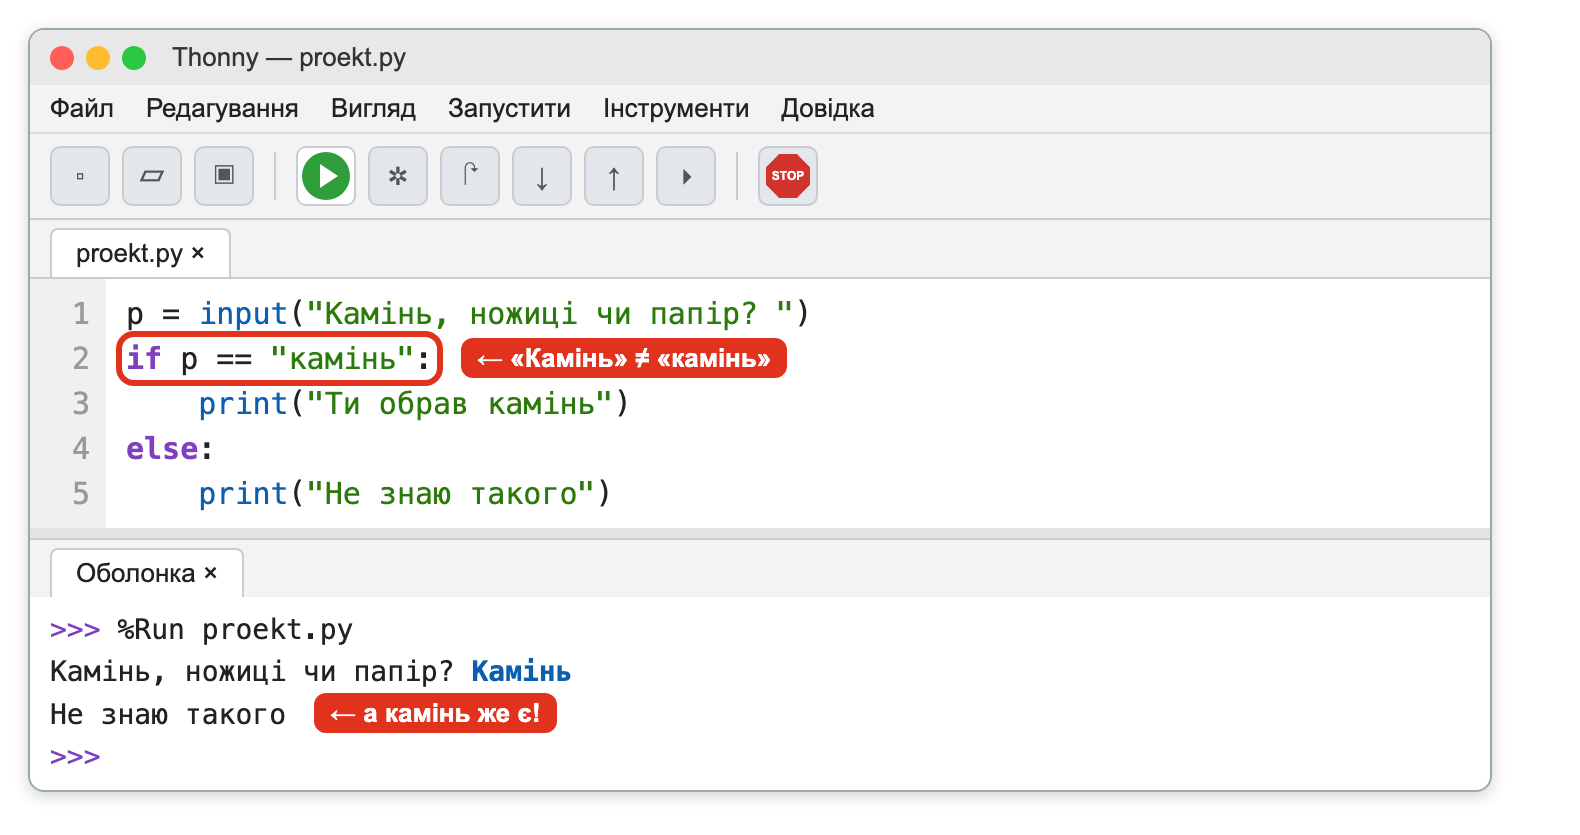 Thonny — proekt.py
Файл Редагування Вигляд Запустити Інструменти Довідка
STOP
proekt.py ×
1 p = input("Камінь, ножиці чи папір? ")
2 if p == "камінь": ← «Камінь» ≠ «камінь»
3     print("Ти обрав камінь")
4 else:
5     print("Не знаю такого")
Оболонка ×
>>> %Run proekt.py
Камінь, ножиці чи папір? Камінь
Не знаю такого ← а камінь же є!
>>>